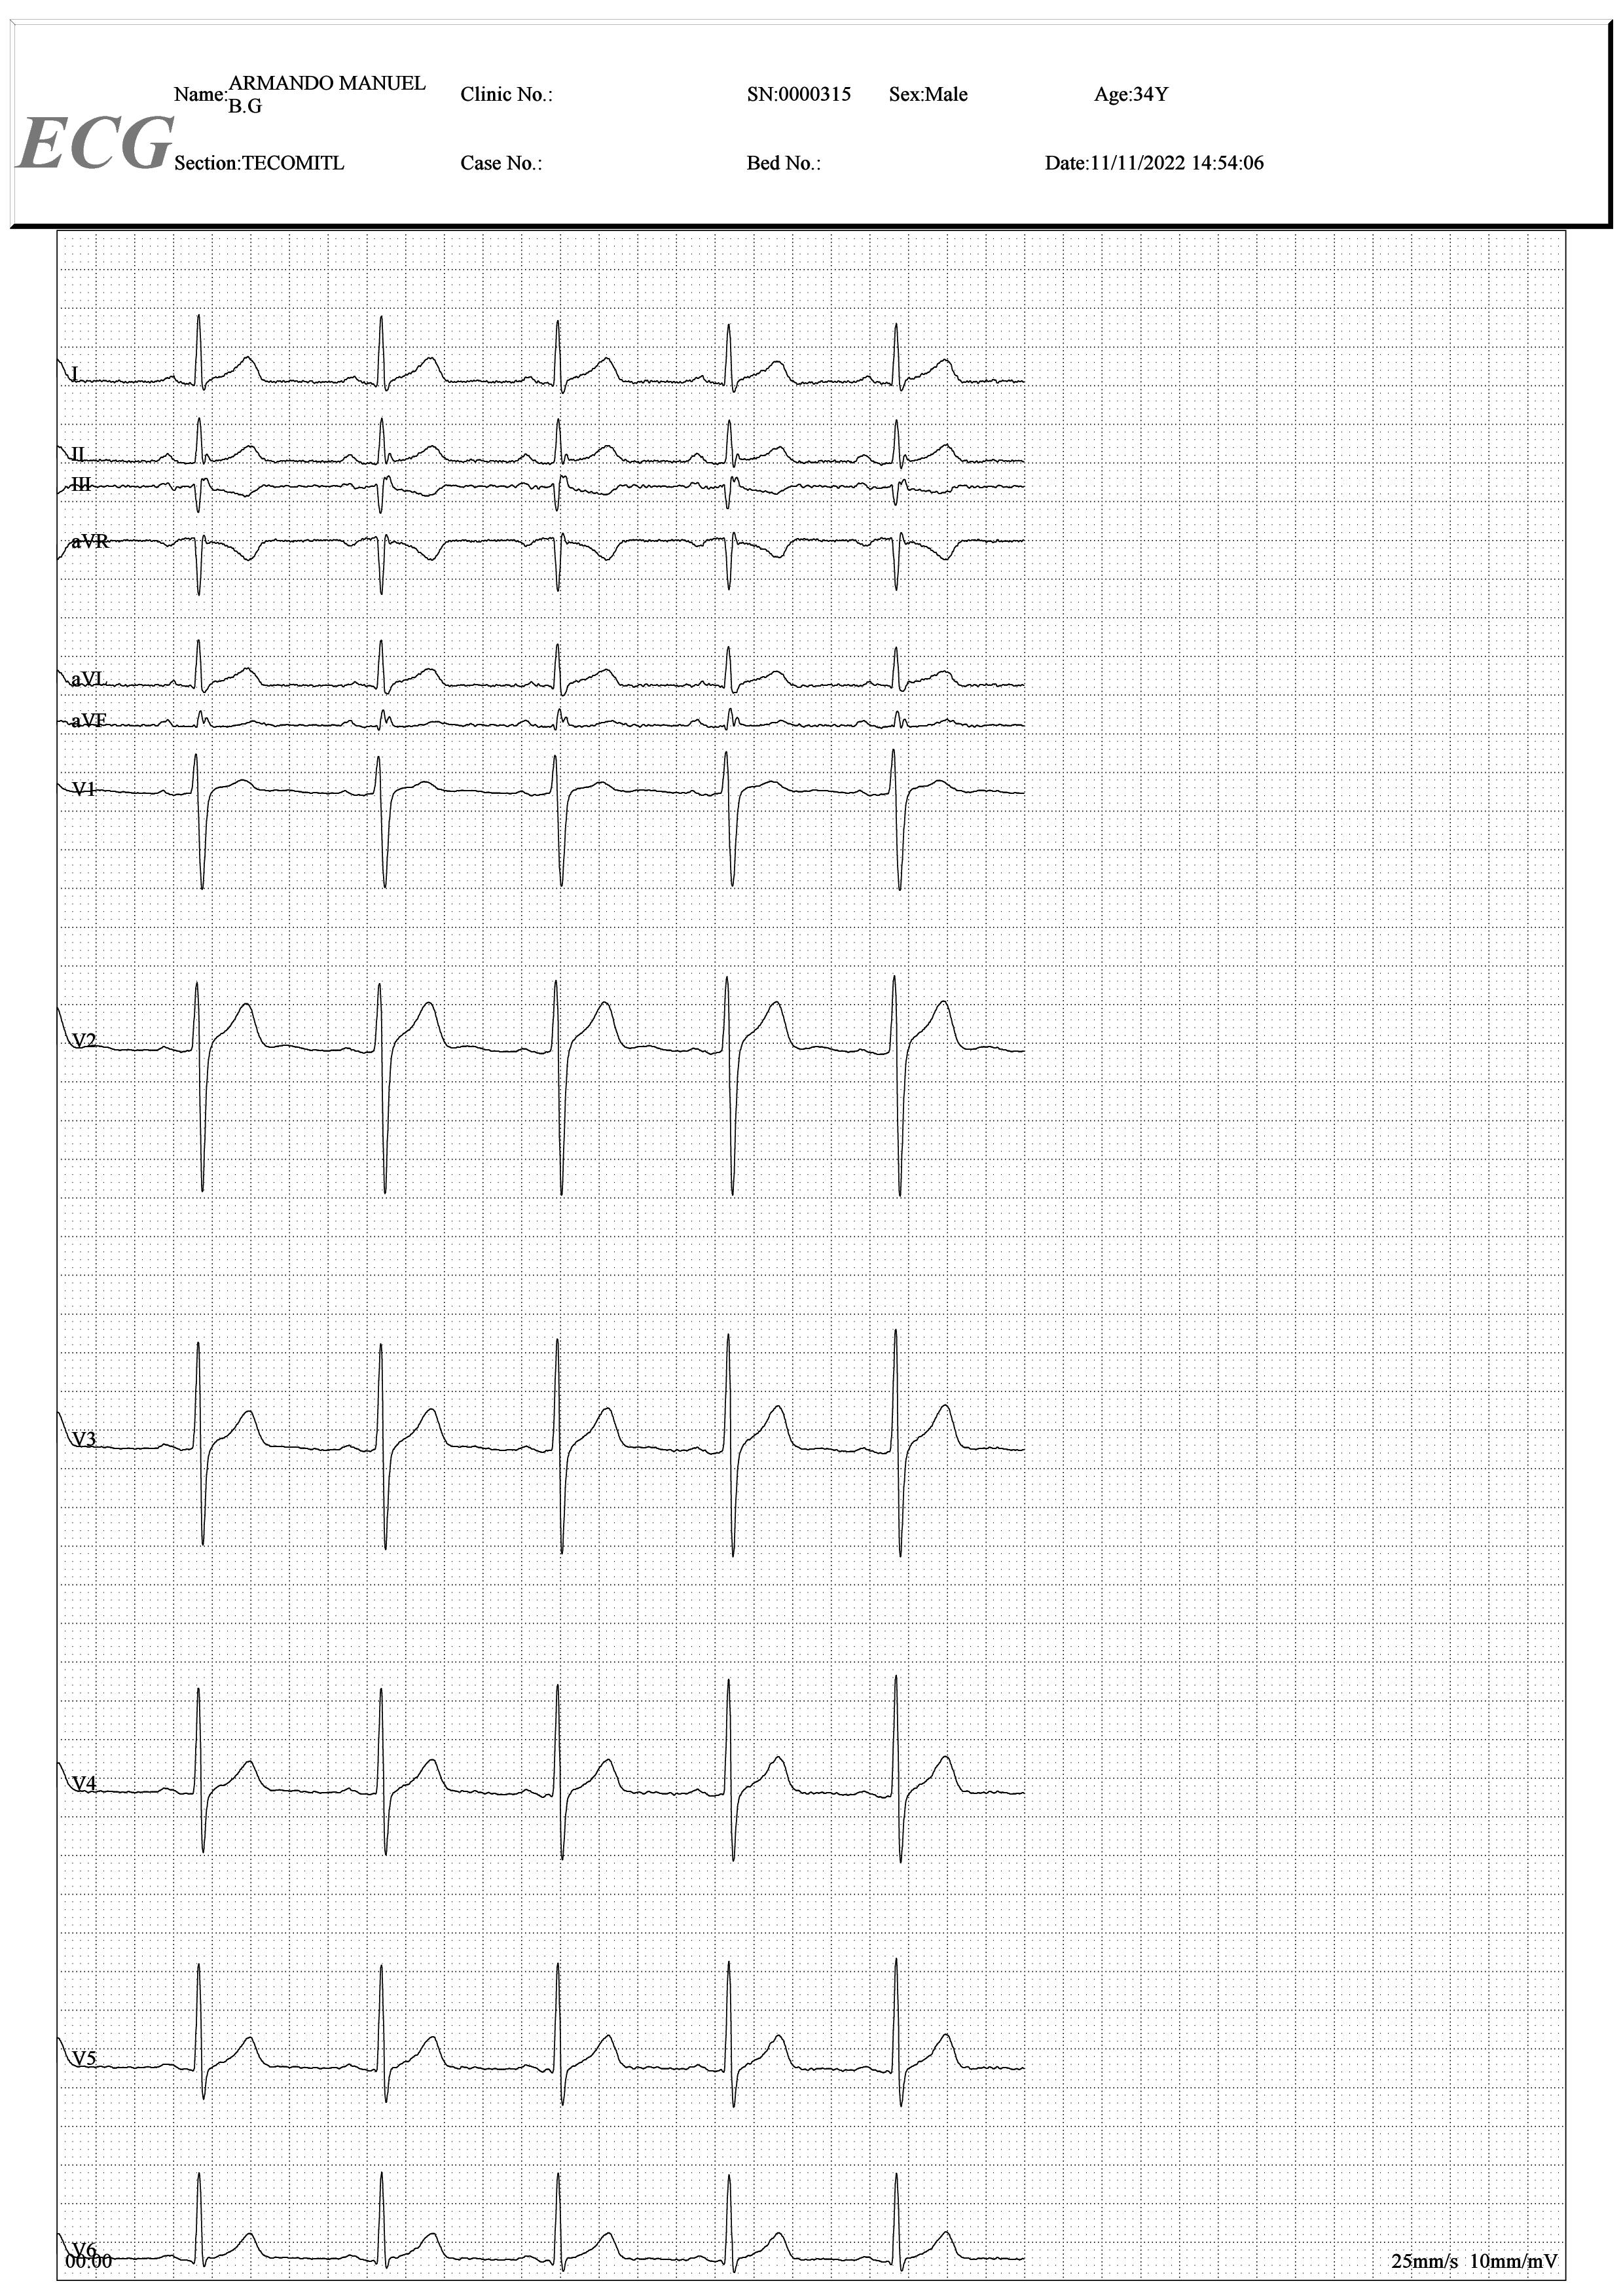 ECG
Name:ARMANDO MANUEL B.G
Clinic No.:
SN:0000315
Sex:Male
Age:34Y
Section:TECOMITL
Case No.:
Bed No.:
Date:11/11/2022 14:54:06
I
II
III
aVR
aVL
aVF
V1
V2
V3
V4
V5
V6
00:00
25mm/s 10mm/mV